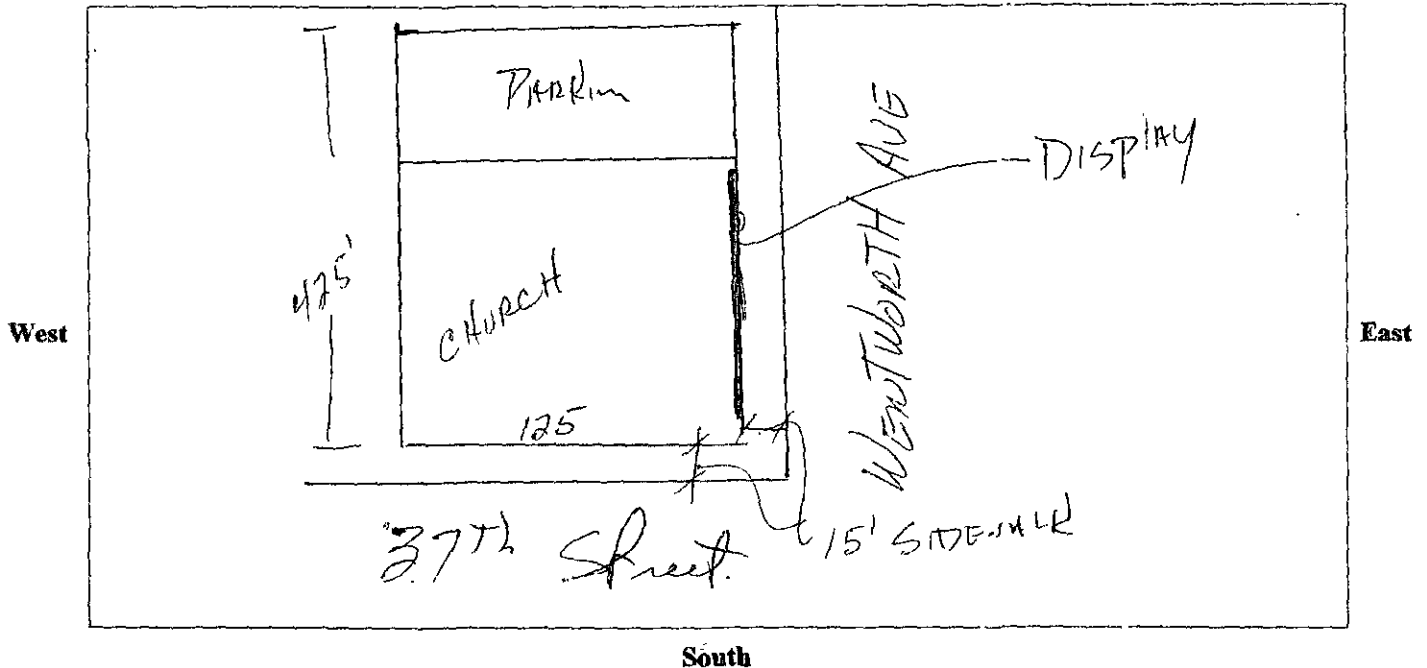 PARKIN
DISPLAY
WENTWORTH AVE
425'
CHURCH
West
East
125
15' SIDEWALK
37th Street.
South